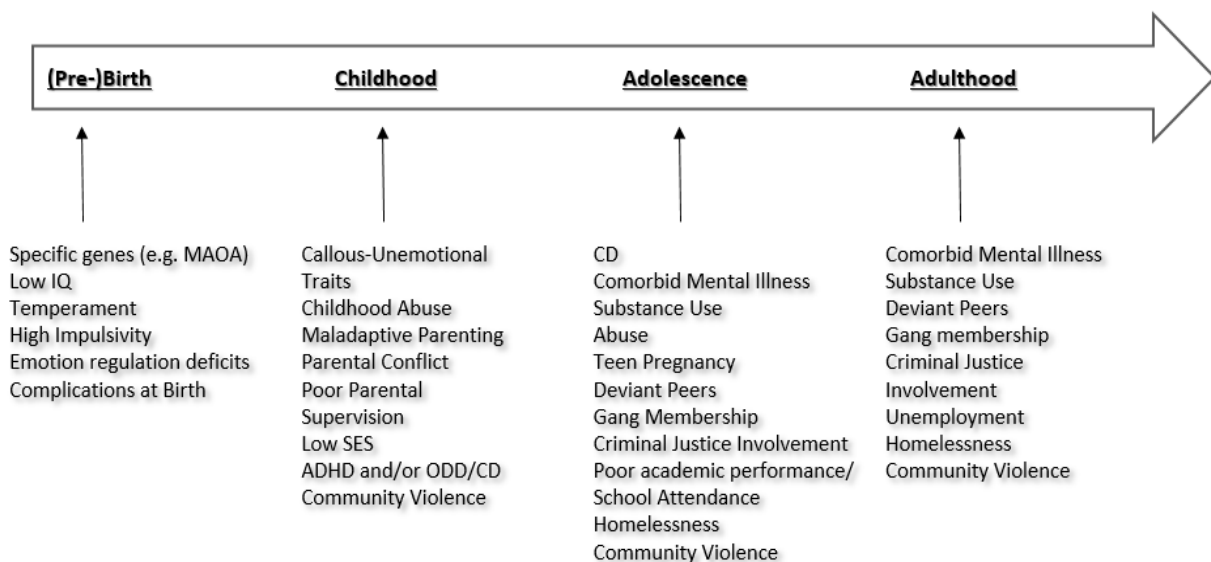 (Pre-)Birth
Childhood
Adolescence
Adulthood
Specific genes (e.g. MAOA)
Low IQ
Temperament
High Impulsivity
Emotion regulation deficits
Complications at Birth
Callous-Unemotional
Traits
Childhood Abuse
Maladaptive Parenting
Parental Conflict
Poor Parental
Supervision
Low SES
ADHD and/or ODD/CD
Community Violence
CD
Comorbid Mental Illness
Substance Use
Abuse
Teen Pregnancy
Deviant Peers
Gang Membership
Criminal Justice Involvement
Poor academic performance/
School Attendance
Homelessness
Community Violence
Comorbid Mental Illness
Substance Use
Deviant Peers
Gang membership
Criminal Justice
Involvement
Unemployment
Homelessness
Community Violence